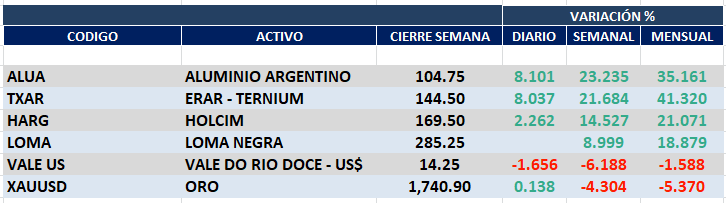 VARIACIÓN %
CODIGO ACTIVO CIERRE SEMANA DIARIO SEMANAL MENSUAL
ALUA ALUMINIO ARGENTINO 104.75 8.101 23.235 35.161
TXAR ERAR - TERNIUM 144.50 8.037 21.684 41.320
HARG HOLCIM 169.50 2.262 14.527 21.071
LOMA LOMA NEGRA 285.25 8.999 18.879
VALE US VALE DO RIO DOCE - US$ 14.25 -1.656 -6.188 -1.588
XAUUSD ORO 1,740.90 0.138 -4.304 -5.370